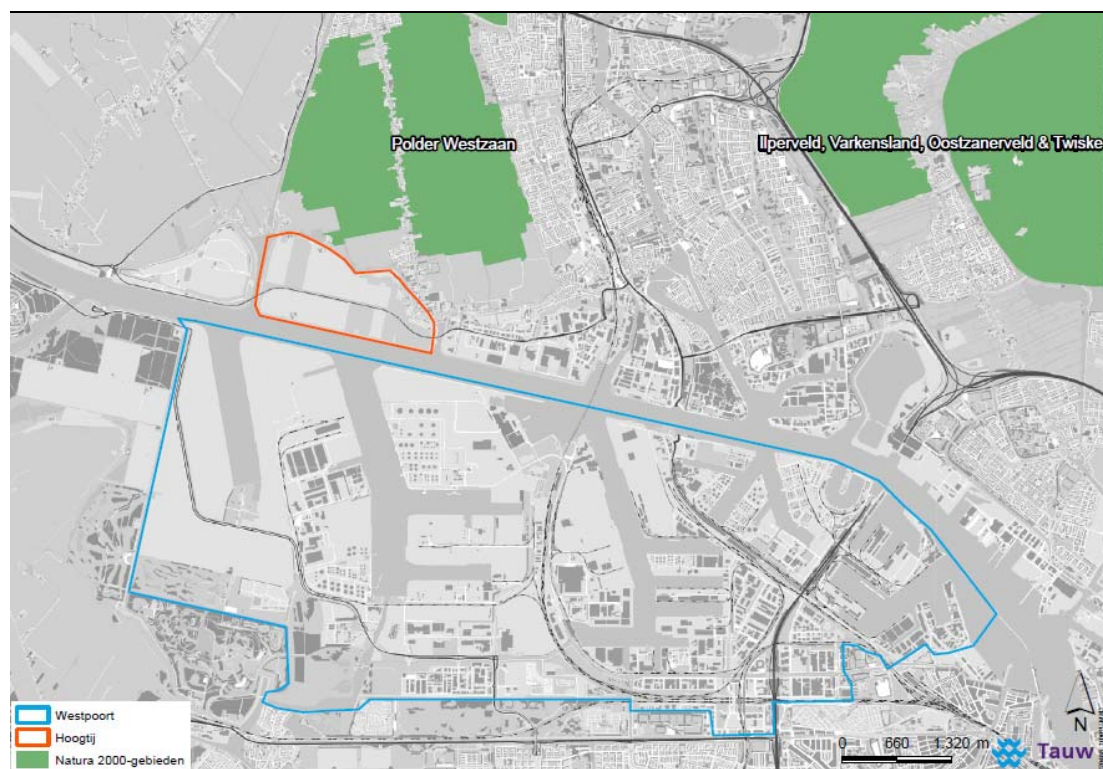 Polder Westzaan
Ilperveld, Varkensland, Oostzanerveld & Twiske
Westpoort
Hoogtij
Natura 2000-gebieden
0 660 1.320 m
N
Tauw